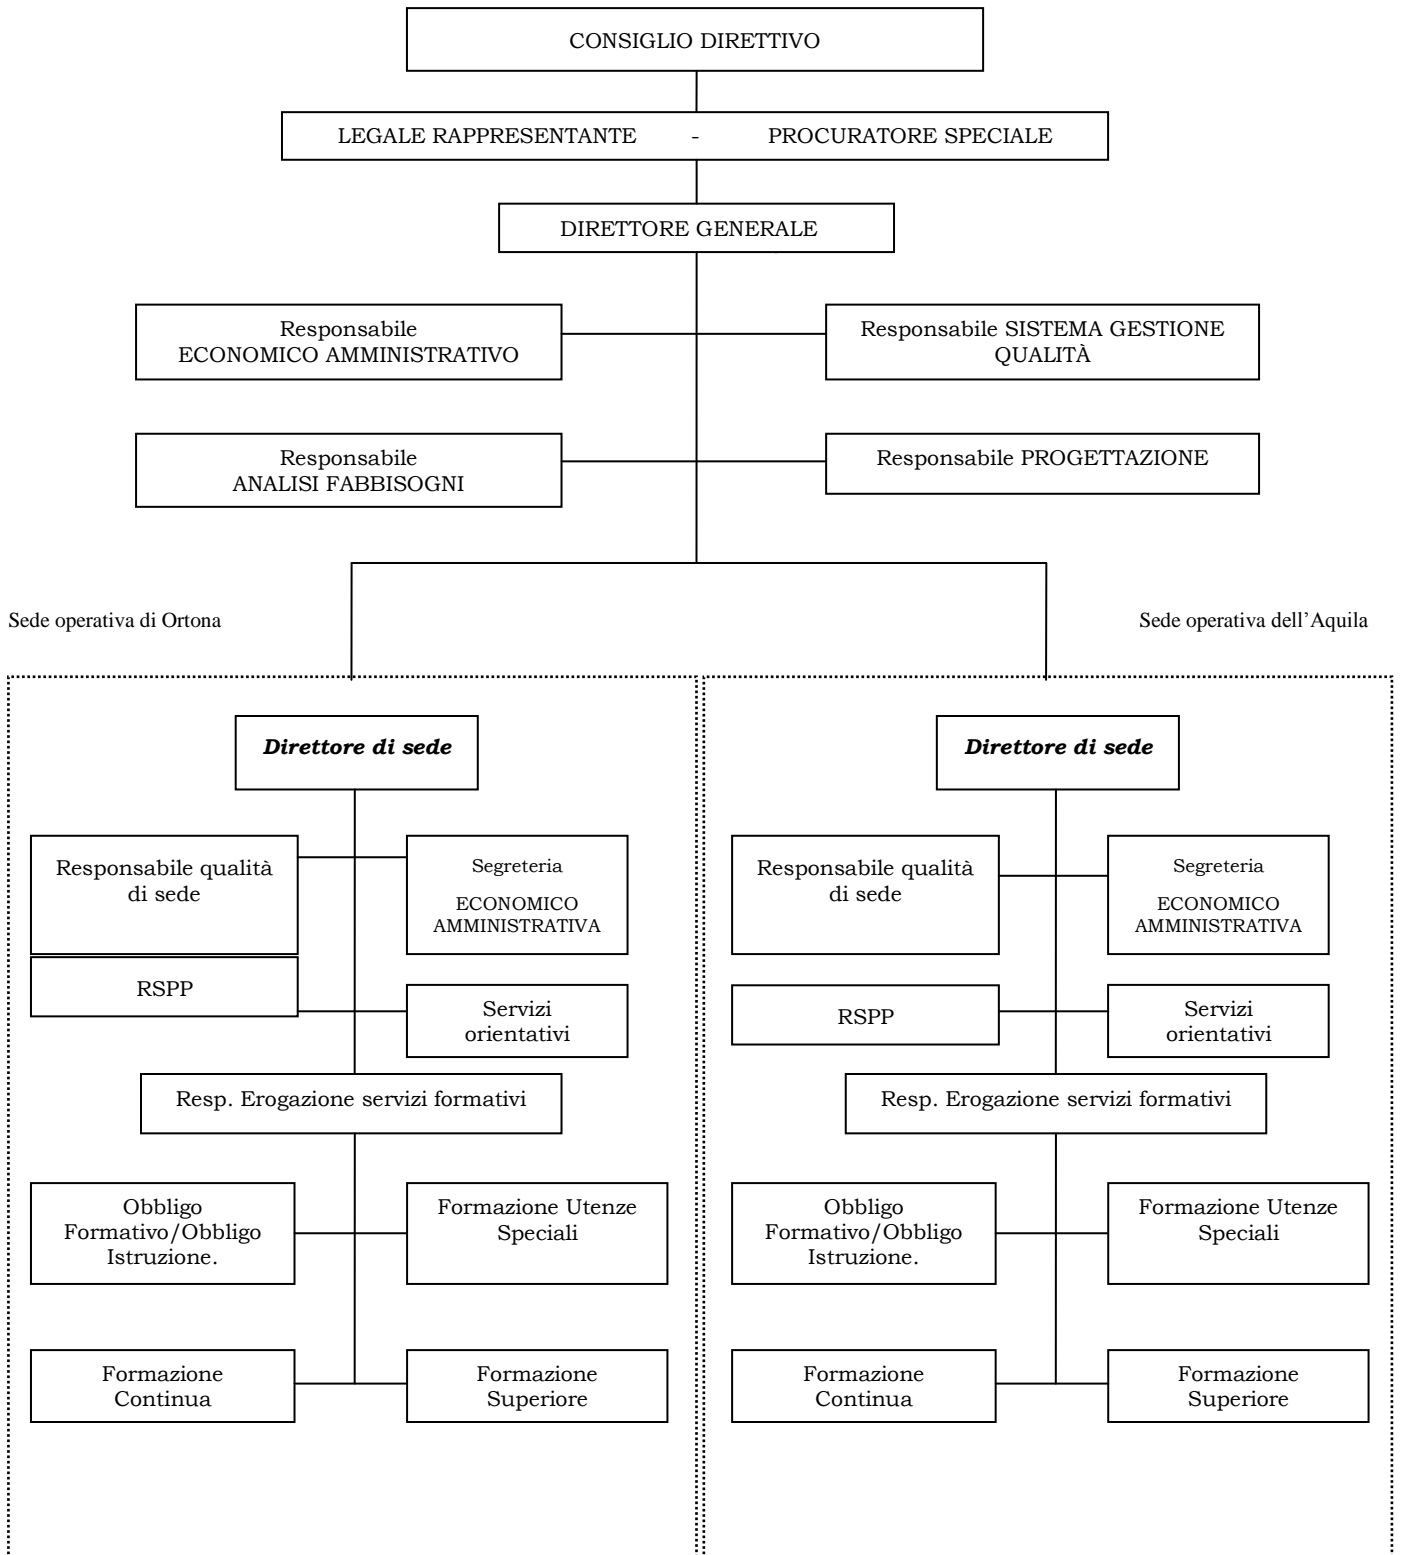 CONSIGLIO DIRETTIVO
LEGALE RAPPRESENTANTE - PROCURATORE SPECIALE
DIRETTORE GENERALE
Responsabile
ECONOMICO AMMINISTRATIVO
Responsabile SISTEMA GESTIONE
QUALITÀ
Responsabile
ANALISI FABBISOGNI
Responsabile PROGETTAZIONE
Sede operativa di Ortona
Sede operativa dell'Aquila
Direttore di sede
Responsabile qualità
di sede
Segreteria
ECONOMICO
AMMINISTRATIVA
RSPP
Servizi
orientativi
Resp. Erogazione servizi formativi
Obbligo
Formativo/Obbligo
Istruzione.
Formazione Utenze
Speciali
Formazione
Continua
Formazione
Superiore
Direttore di sede
Responsabile qualità
di sede
Segreteria
ECONOMICO
AMMINISTRATIVA
RSPP
Servizi
orientativi
Resp. Erogazione servizi formativi
Obbligo
Formativo/Obbligo
Istruzione.
Formazione Utenze
Speciali
Formazione
Continua
Formazione
Superiore